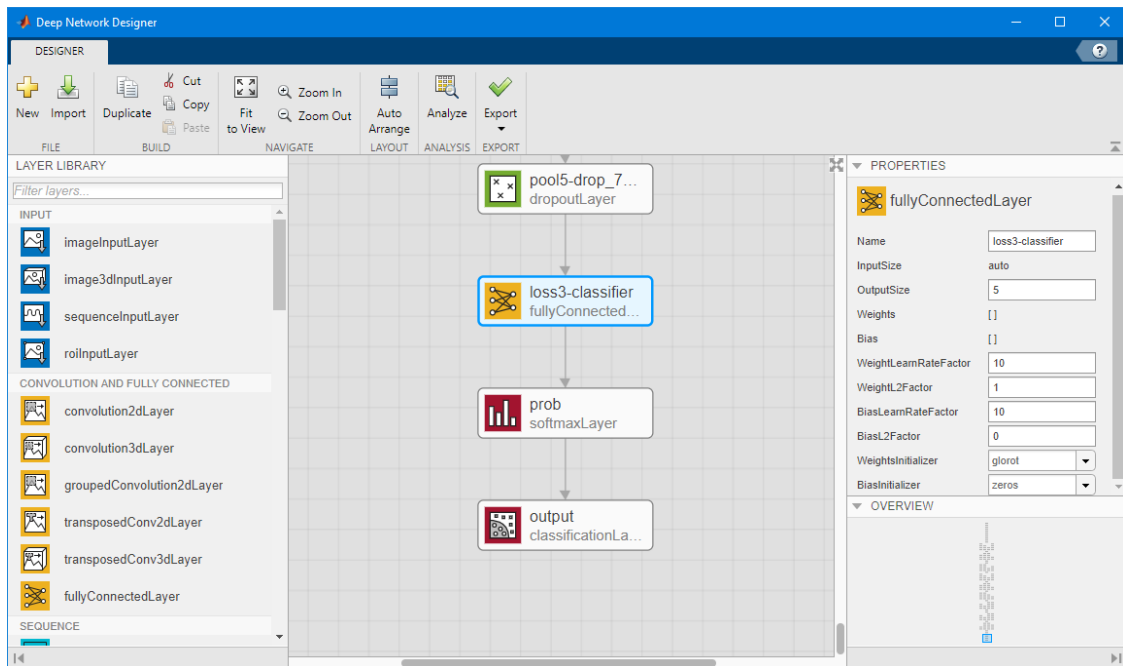 Deep Network Designer
DESIGNER
?
New
Import
Duplicate
Cut
Copy
Paste
Fit
to View
Zoom In
Zoom Out
Auto
Arrange
Analyze
Export
FILE
BUILD
NAVIGATE
LAYOUT
ANALYSIS
EXPORT
LAYER LIBRARY
Filter layers...
INPUT
imageInputLayer
image3dInputLayer
sequenceInputLayer
roiInputLayer
CONVOLUTION AND FULLY CONNECTED
convolution2dLayer
convolution3dLayer
groupedConvolution2dLayer
transposedConv2dLayer
transposedConv3dLayer
fullyConnectedLayer
SEQUENCE
pool5-drop_7...
dropoutLayer
loss3-classifier
fullyConnected...
prob
softmaxLayer
output
classificationLa...
PROPERTIES
fullyConnectedLayer
Name loss3-classifier
InputSize auto
OutputSize 5
Weights [ ]
Bias [ ]
WeightLearnRateFactor 10
WeightL2Factor 1
BiasLearnRateFactor 10
BiasL2Factor 0
WeightsInitializer glorot
BiasInitializer zeros
OVERVIEW